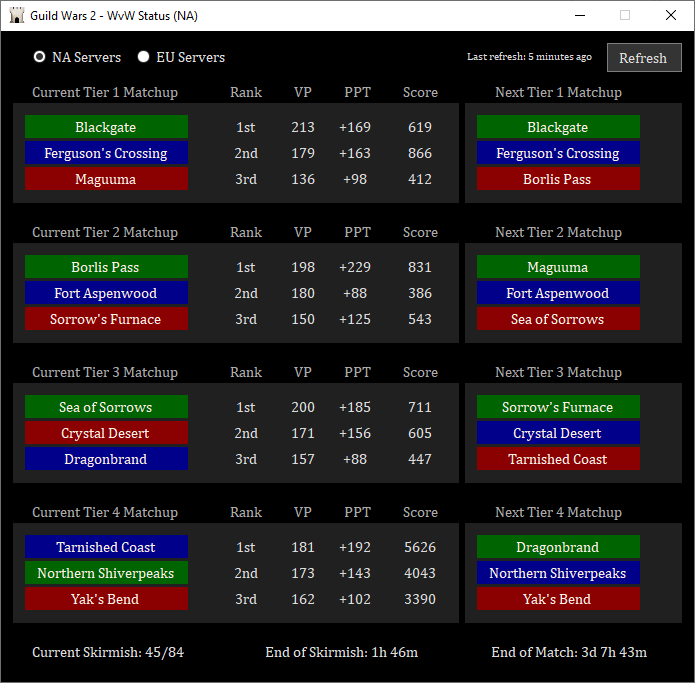 Guild Wars 2 - WvW Status (NA)
NA Servers EU Servers Last refresh: 5 minutes ago Refresh
Current Tier 1 Matchup Rank VP PPT Score Next Tier 1 Matchup
Blackgate 1st 213 +169 619 Blackgate
Ferguson's Crossing 2nd 179 +163 866 Ferguson's Crossing
Maguuma 3rd 136 +98 412 Borlis Pass
Current Tier 2 Matchup Rank VP PPT Score Next Tier 2 Matchup
Borlis Pass 1st 198 +229 831 Maguuma
Fort Aspenwood 2nd 180 +88 386 Fort Aspenwood
Sorrow's Furnace 3rd 150 +125 543 Sea of Sorrows
Current Tier 3 Matchup Rank VP PPT Score Next Tier 3 Matchup
Sea of Sorrows 1st 200 +185 711 Sorrow's Furnace
Crystal Desert 2nd 171 +156 605 Crystal Desert
Dragonbrand 3rd 157 +88 447 Tarnished Coast
Current Tier 4 Matchup Rank VP PPT Score Next Tier 4 Matchup
Tarnished Coast 1st 181 +192 5626 Dragonbrand
Northern Shiverpeaks 2nd 173 +143 4043 Northern Shiverpeaks
Yak's Bend 3rd 162 +102 3390 Yak's Bend
Current Skirmish: 45/84 End of Skirmish: 1h 46m End of Match: 3d 7h 43m